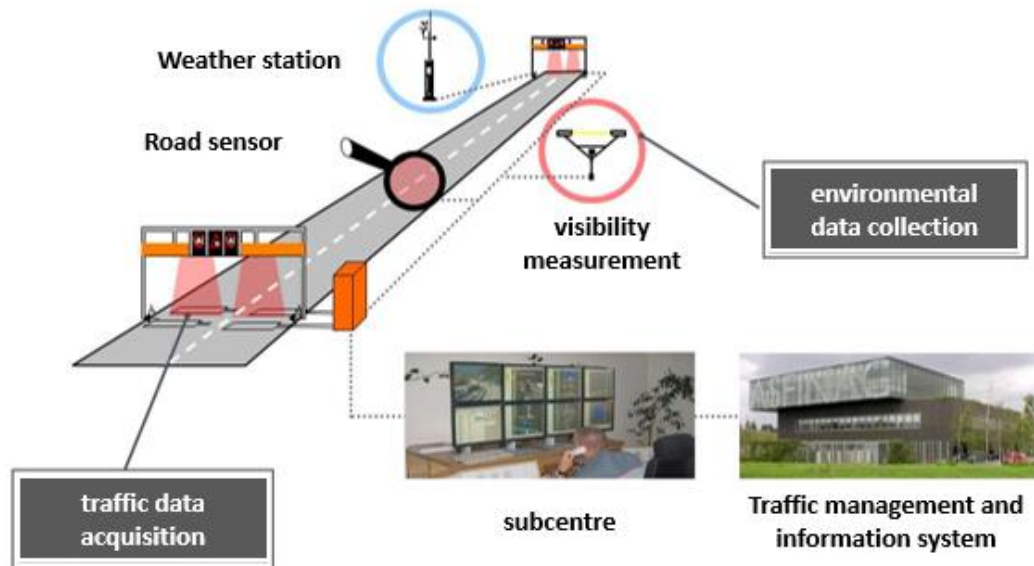 Weather station
Road sensor
visibility
measurement
environmental
data collection
traffic data
acquisition
subcentre
Traffic management and
information system